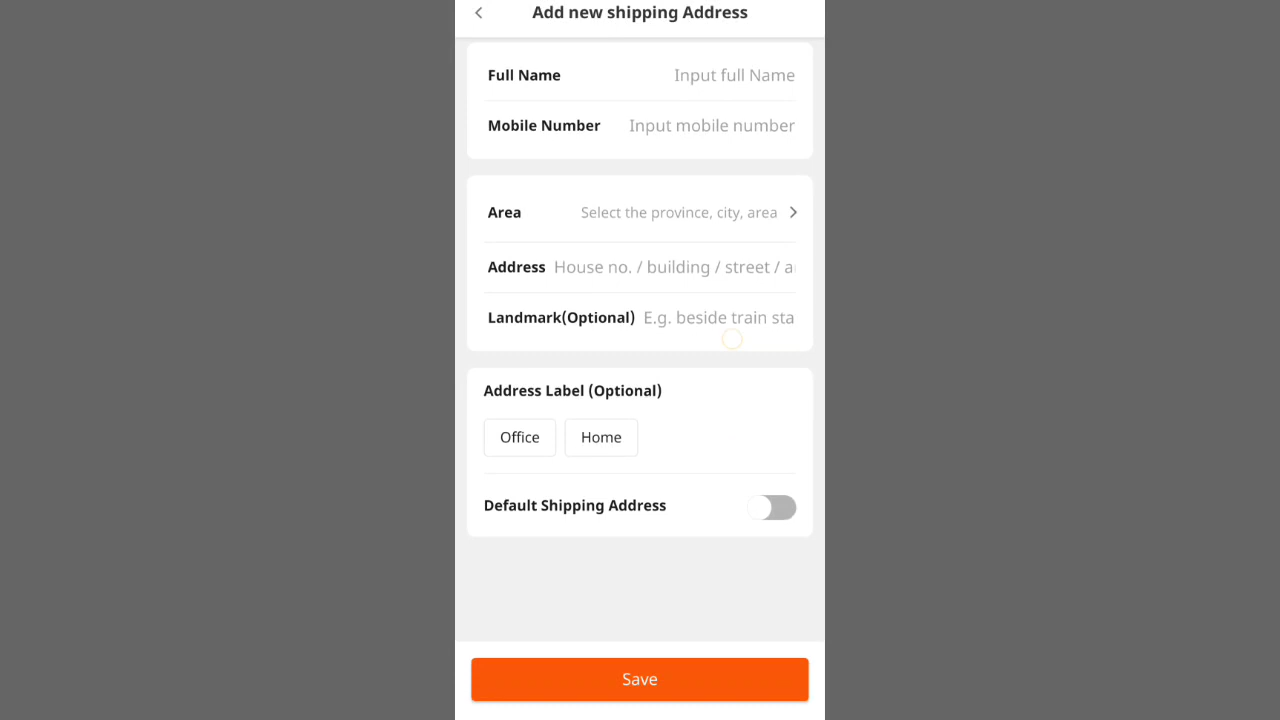 Add new shipping Address
Full Name Input full Name
Mobile Number Input mobile number
Area Select the province, city, area
Address House no. / building / street / a
Landmark(Optional) E.g. beside train sta
Address Label (Optional)
Office Home
Default Shipping Address
Save